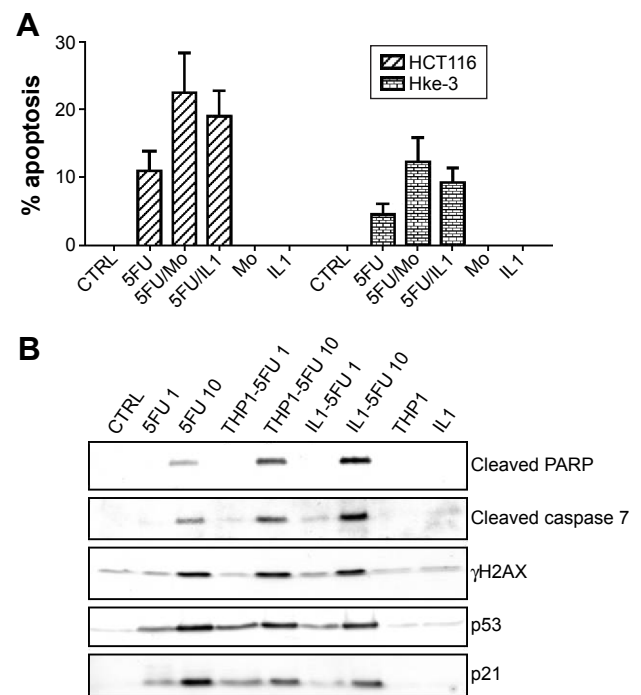 A
% apoptosis
30
20
10
0
HCT116
Hke-3
CTRL
5FU
5FU/Mo
5FU/IL1
Mo
IL1
CTRL
5FU
5FU/Mo
5FU/IL1
Mo
IL1
B
CTRL
5FU 1
5FU 10
THP1-5FU 1
THP1-5FU 10
IL1-5FU 1
IL1-5FU 10
THP1
IL1
Cleaved PARP
Cleaved caspase 7
γH2AX
p53
p21